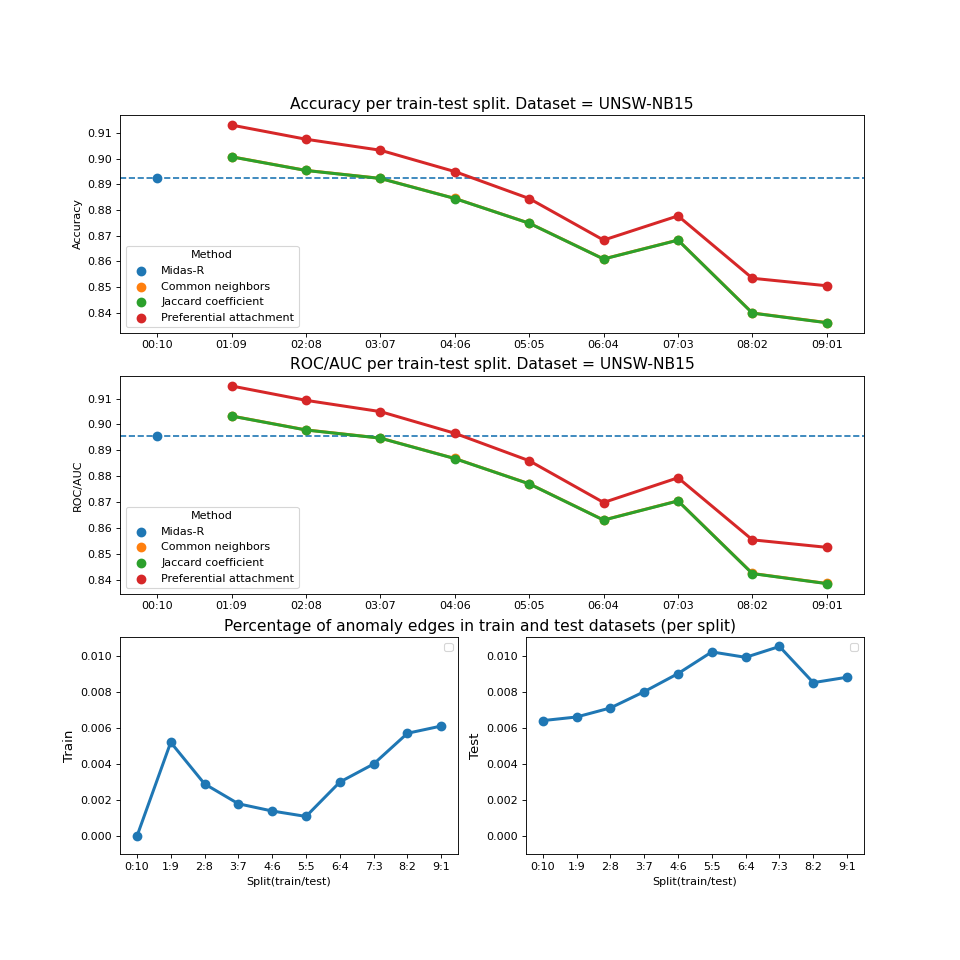 Accuracy per train-test split. Dataset = UNSW-NB15
0.91
0.90
0.89
0.88
0.87
0.86
0.85
0.84
Accuracy
Method
Midas-R
Common neighbors
Jaccard coefficient
Preferential attachment
00:10 01:09 02:08 03:07 04:06 05:05 06:04 07:03 08:02 09:01
ROC/AUC per train-test split. Dataset = UNSW-NB15
0.91
0.90
0.89
0.88
0.87
0.86
0.85
0.84
ROC/AUC
Method
Midas-R
Common neighbors
Jaccard coefficient
Preferential attachment
00:10 01:09 02:08 03:07 04:06 05:05 06:04 07:03 08:02 09:01
Percentage of anomaly edges in train and test datasets (per split)
0.010
0.008
0.006
0.004
0.002
0.000
Train
0:10 1:9 2:8 3:7 4:6 5:5 6:4 7:3 8:2 9:1
Split(train/test)
0.010
0.008
0.006
0.004
0.002
0.000
Test
0:10 1:9 2:8 3:7 4:6 5:5 6:4 7:3 8:2 9:1
Split(train/test)